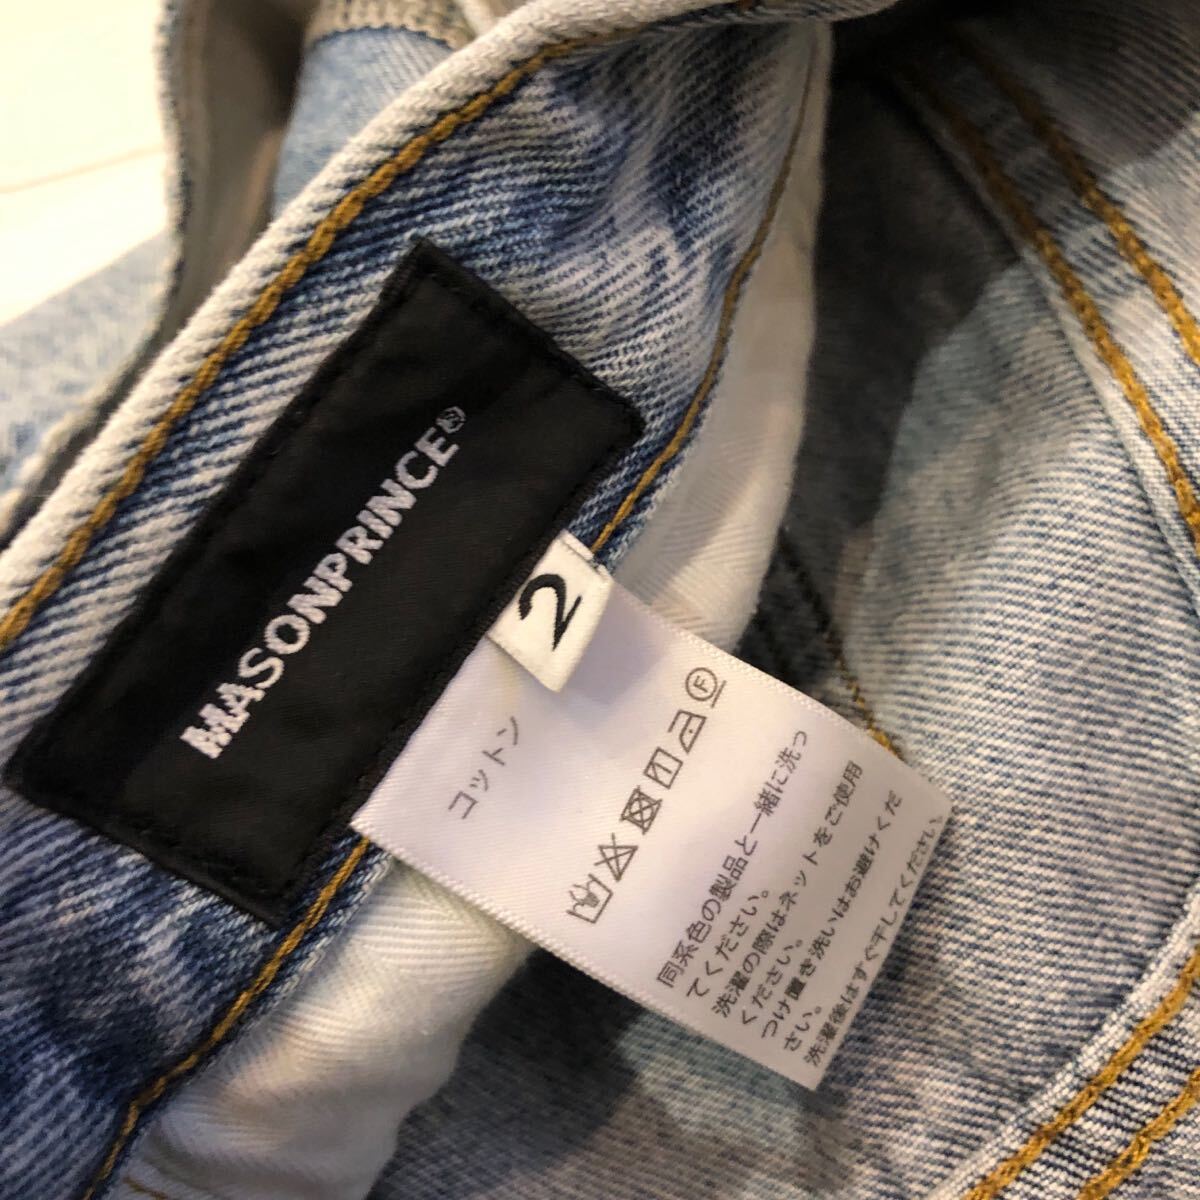 MASONPRINCE®
2
コットン
F
同系色の製品と一緒に洗っ
てください。
洗濯の際はネットをご使用
ください。
つけ置き洗いはお避けくだ
さい。
洗濯後はすぐ干してください。